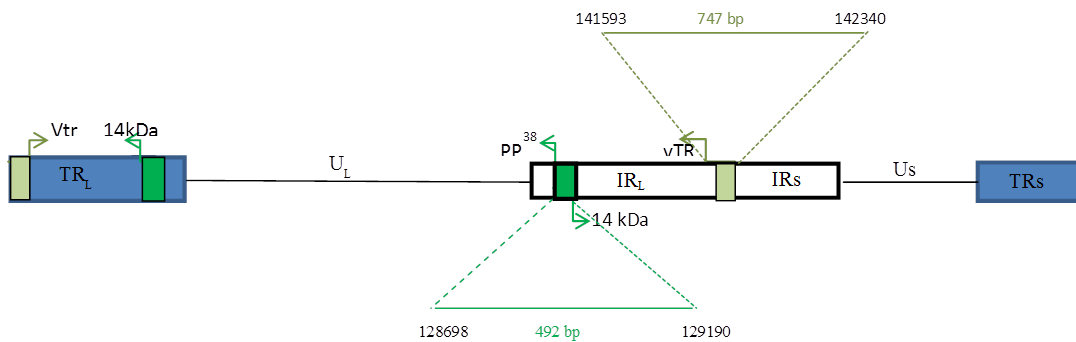 141593 747 bp 142340
Vtr 14kDa PP38 vTR
TRL UL IRL IRs Us TRs
14 kDa
128698 492 bp 129190